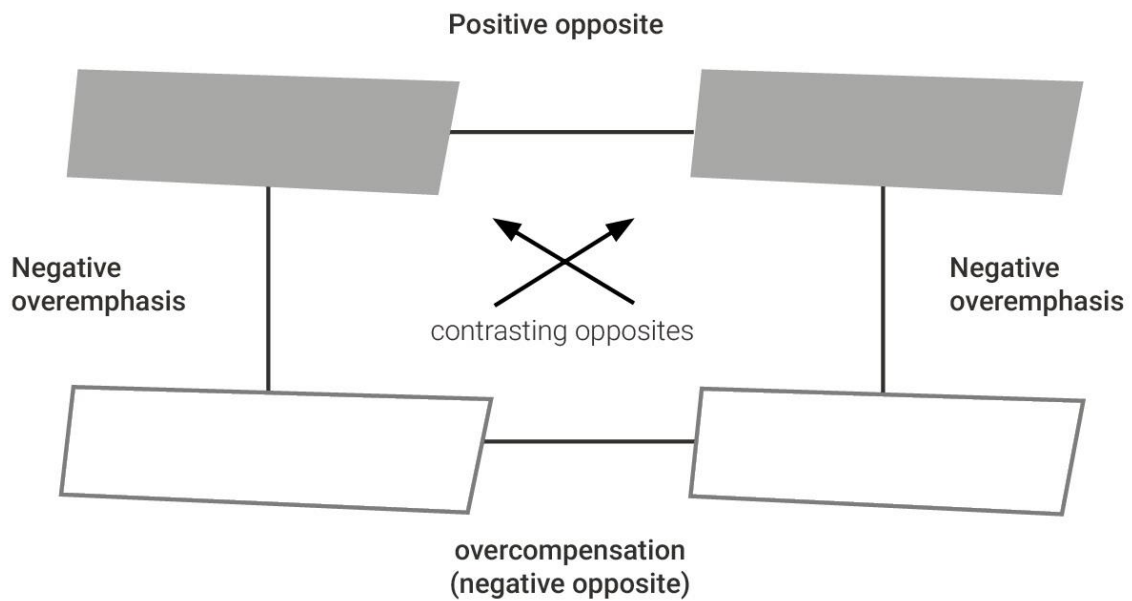 Positive opposite
Negative
overemphasis
Negative
overemphasis
contrasting opposites
overcompensation
(negative opposite)